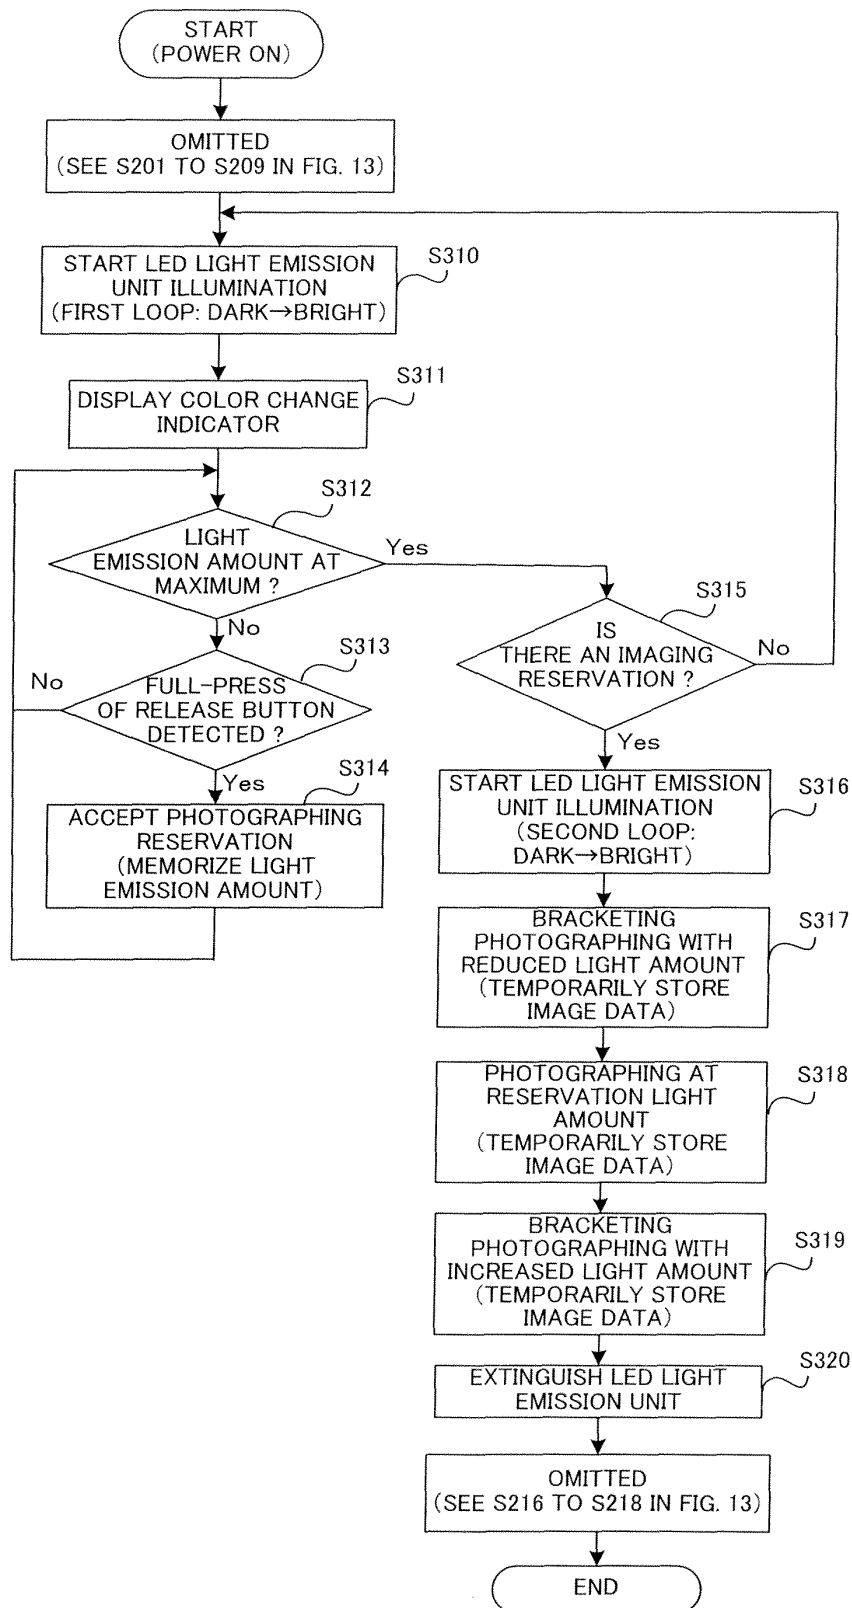 START
(POWER ON)
OMITTED
(SEE S201 TO S209 IN FIG. 13)
START LED LIGHT EMISSION
UNIT ILLUMINATION
(FIRST LOOP: DARK→BRIGHT)
S310
DISPLAY COLOR CHANGE
INDICATOR
S311
LIGHT
EMISSION AMOUNT AT
MAXIMUM ?
S312
Yes
No
FULL-PRESS
OF RELEASE BUTTON
DETECTED ?
S313
No
Yes
ACCEPT PHOTOGRAPHING
RESERVATION
(MEMORIZE LIGHT
EMISSION AMOUNT)
S314
IS
THERE AN IMAGING
RESERVATION ?
S315
No
Yes
START LED LIGHT EMISSION
UNIT ILLUMINATION
(SECOND LOOP:
DARK→BRIGHT)
S316
BRACKETING
PHOTOGRAPHING WITH
REDUCED LIGHT AMOUNT
(TEMPORARILY STORE
IMAGE DATA)
S317
PHOTOGRAPHING AT
RESERVATION LIGHT
AMOUNT
(TEMPORARILY STORE
IMAGE DATA)
S318
BRACKETING
PHOTOGRAPHING WITH
INCREASED LIGHT AMOUNT
(TEMPORARILY STORE
IMAGE DATA)
S319
EXTINGUISH LED LIGHT
EMISSION UNIT
S320
OMITTED
(SEE S216 TO S218 IN FIG. 13)
END